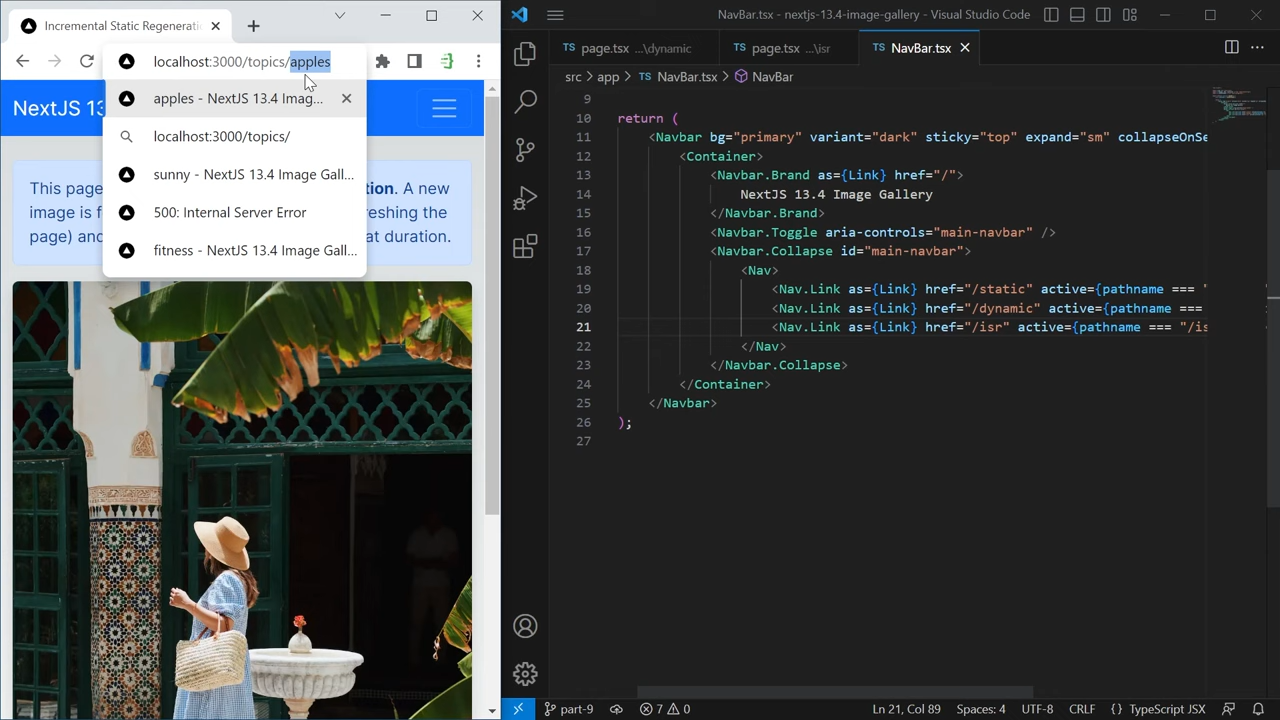 Incremental Static Regenerati
localhost:3000/topics/apples
apples - NextJS 13.4 Imag...
localhost:3000/topics/
sunny - NextJS 13.4 Image Gall...
500: Internal Server Error
fitness - NextJS 13.4 Image Gall...
NextJS 13
This page
tion. A new
image is f
reshing the
page) and
at duration.
NavBar.tsx - nextjs-13.4-image-gallery - Visual Studio Code
page.tsx ...\dynamic
page.tsx ...\isr
NavBar.tsx
src > app > NavBar.tsx > NavBar
9
10 return (
11 <Navbar bg="primary" variant="dark" sticky="top" expand="sm" collapseOnSe
12 <Container>
13 <Navbar.Brand as={Link} href="/">
14 NextJS 13.4 Image Gallery
15 </Navbar.Brand>
16 <Navbar.Toggle aria-controls="main-navbar" />
17 <Navbar.Collapse id="main-navbar">
18 <Nav>
19 <Nav.Link as={Link} href="/static" active={pathname === "
20 <Nav.Link as={Link} href="/dynamic" active={pathname ===
21 <Nav.Link as={Link} href="/isr" active={pathname === "/is
22 </Nav>
23 </Navbar.Collapse>
24 </Container>
25 </Navbar>
26 );
27
part-9
7 0
Ln 21, Col 89
Spaces: 4
UTF-8
CRLF
{} TypeScript JSX